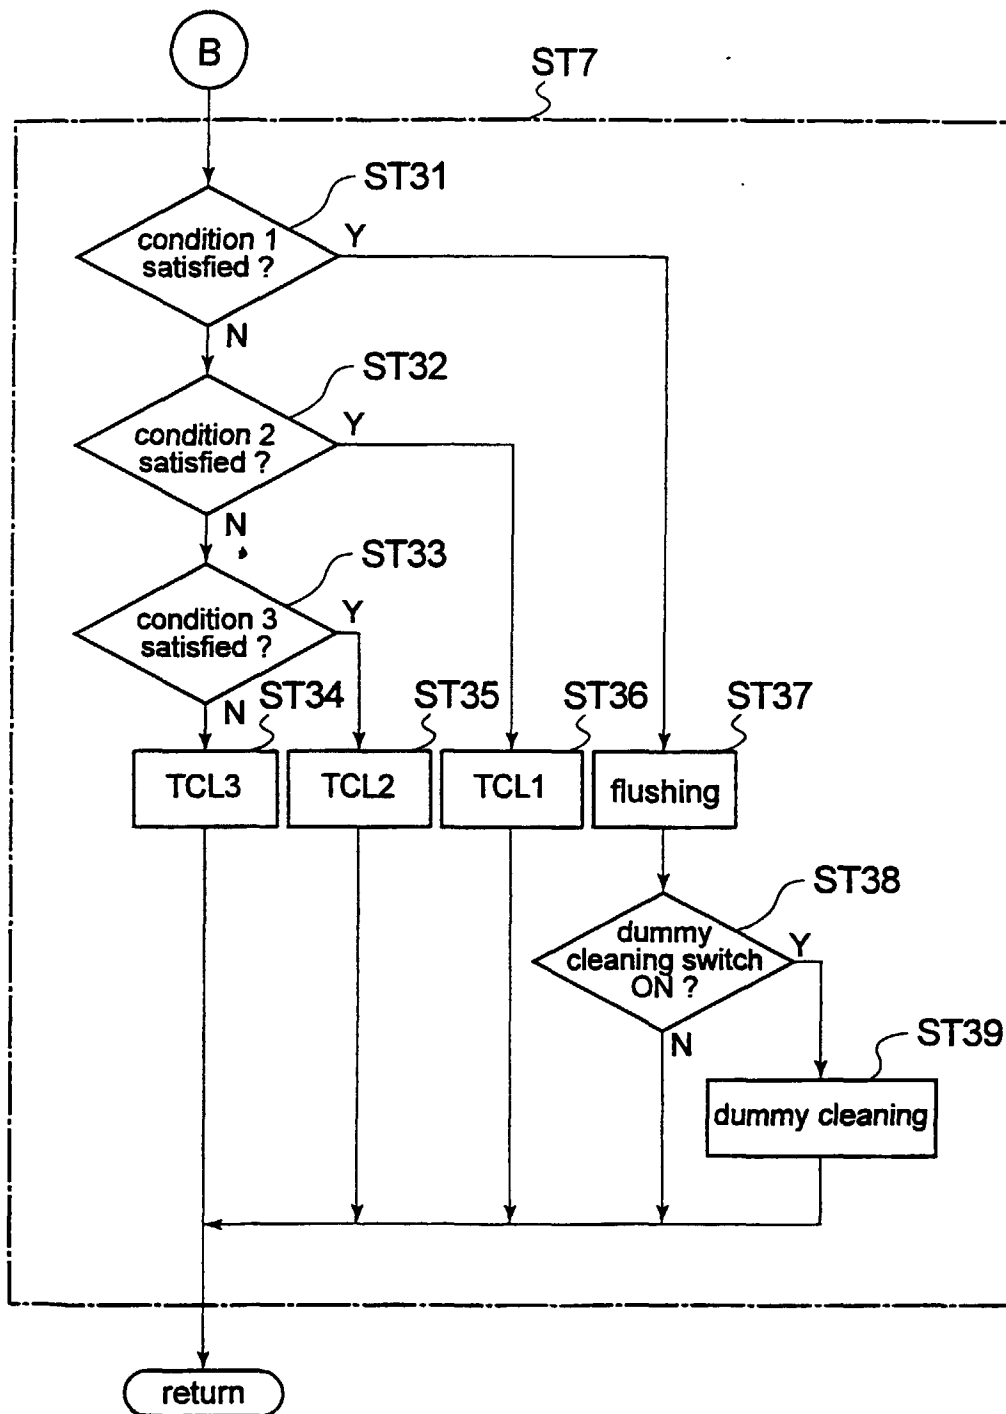 B
ST7
ST31
condition 1
satisfied ?
Y
N
ST32
condition 2
satisfied ?
Y
N
ST33
condition 3
satisfied ?
Y
N
ST34
ST35
ST36
ST37
TCL3
TCL2
TCL1
flushing
ST38
dummy
cleaning switch
ON ?
Y
N
ST39
dummy cleaning
return